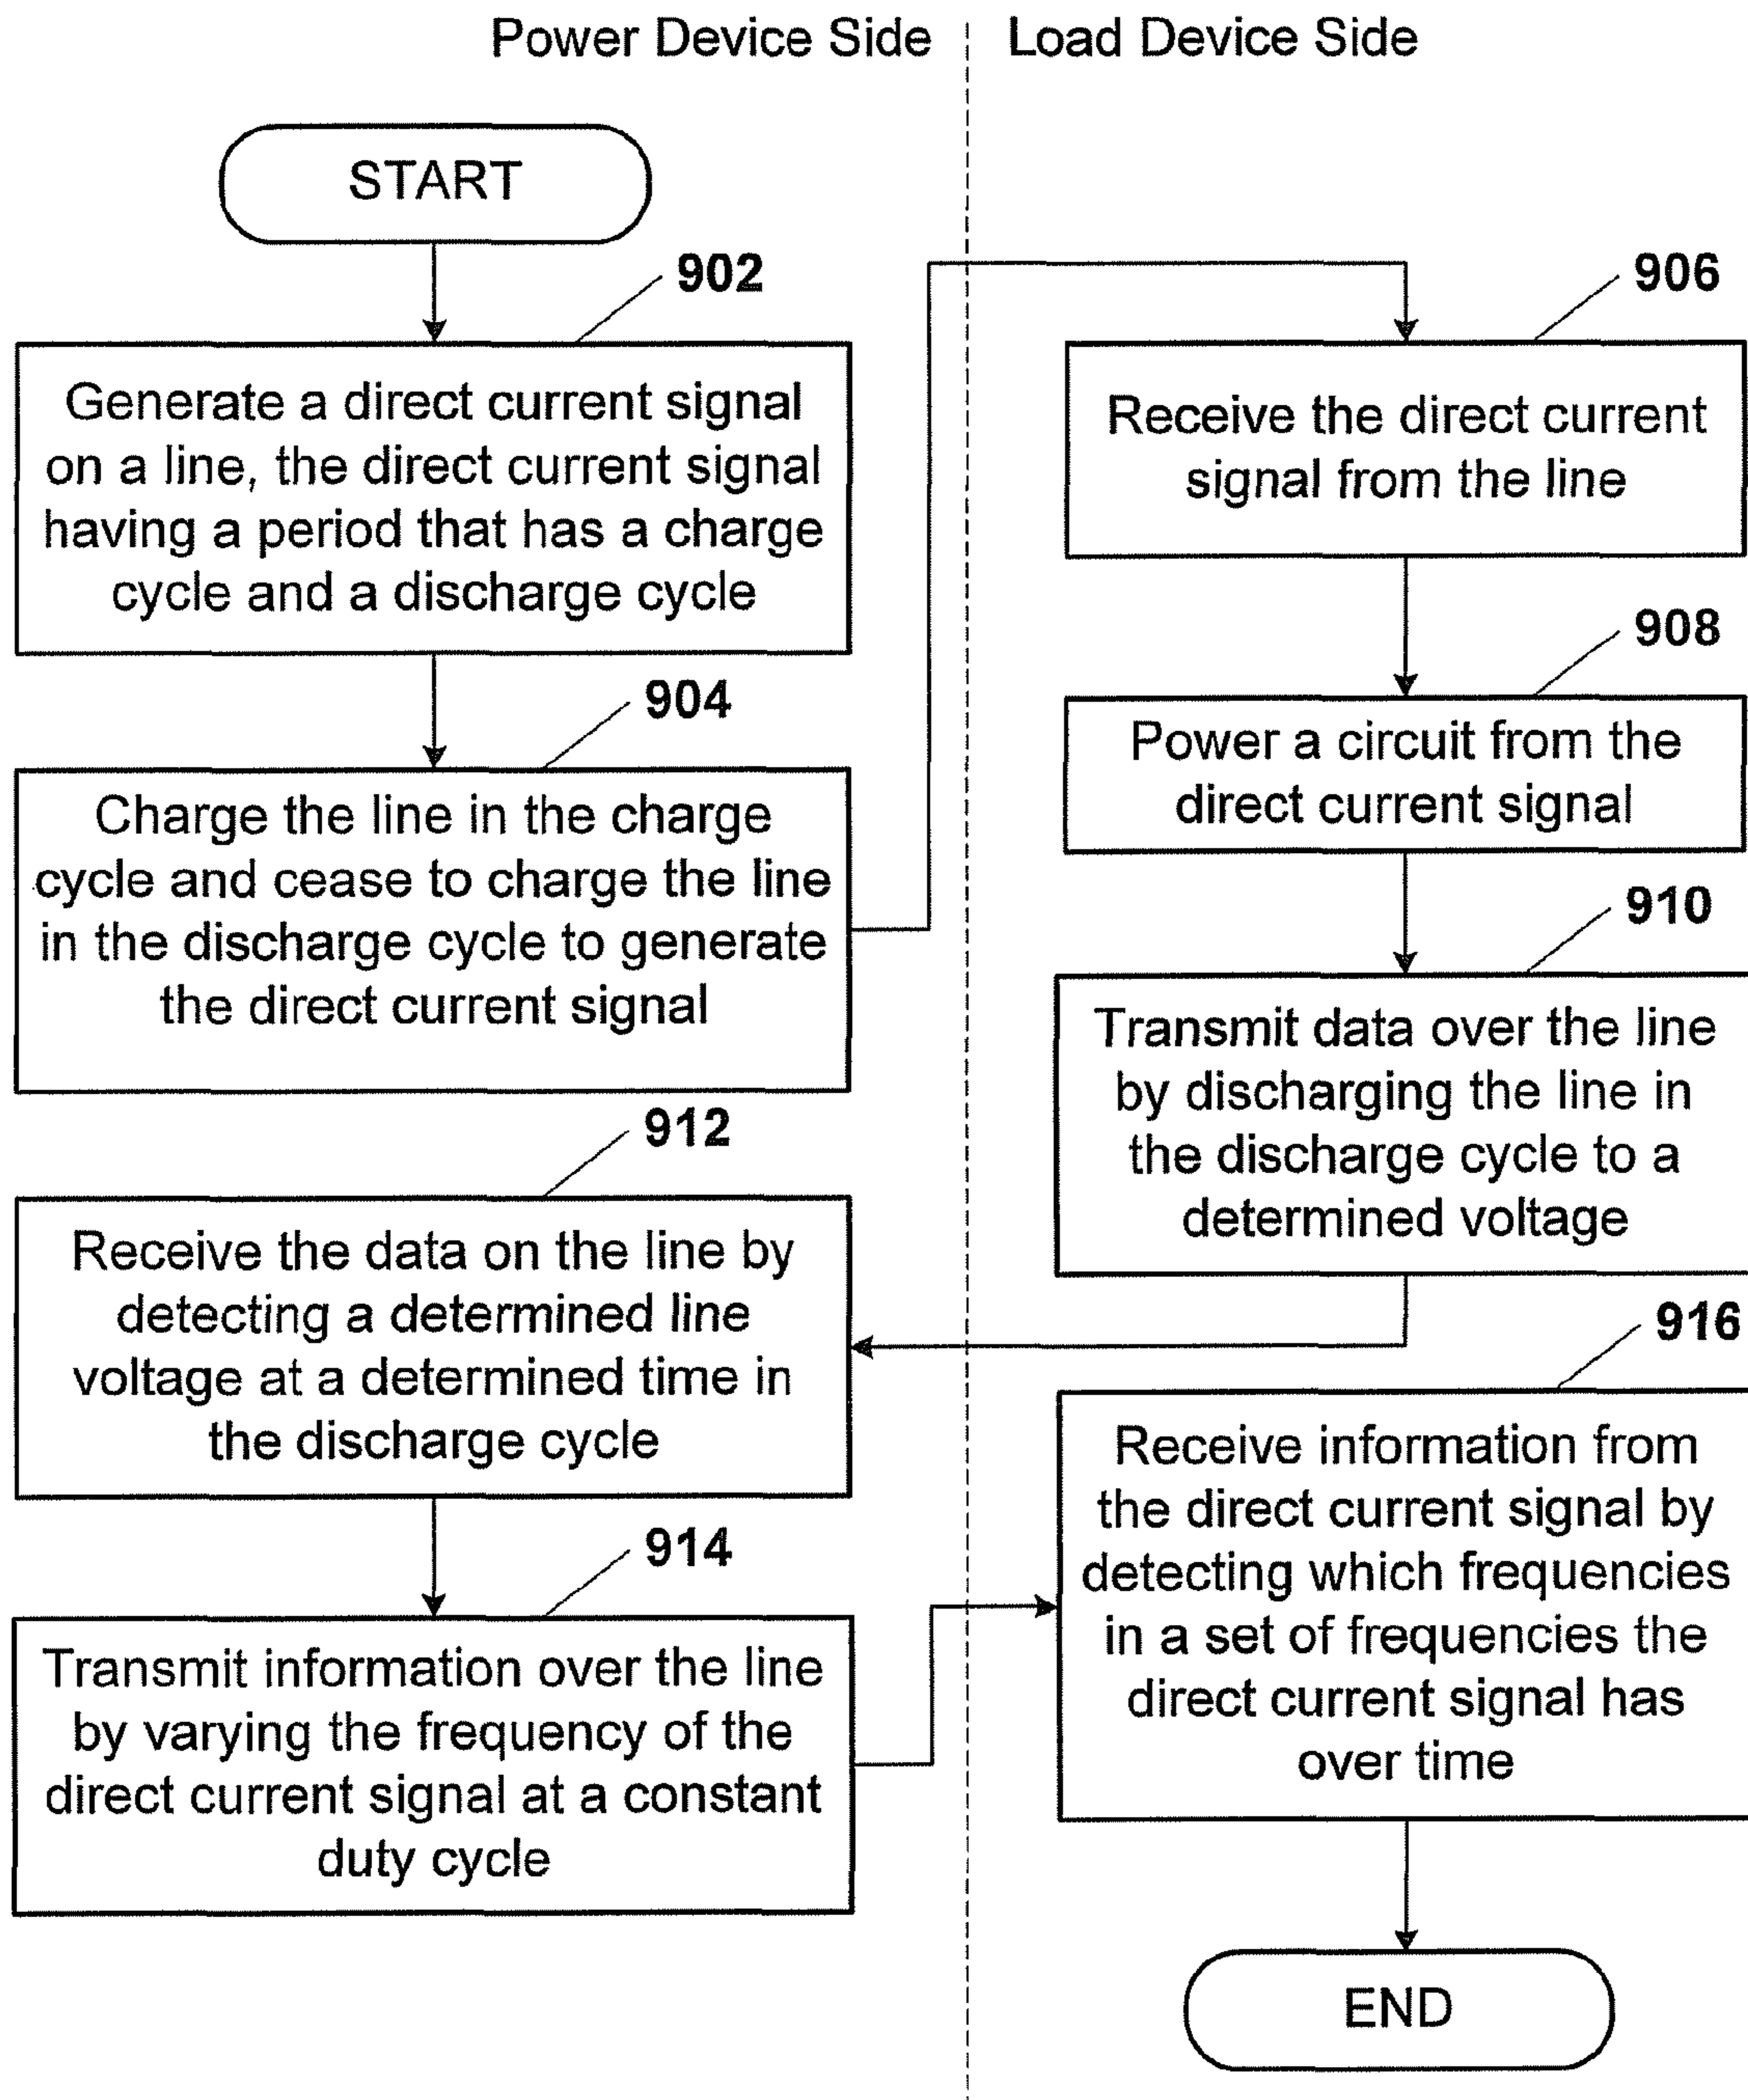 Power Device Side
Load Device Side
START
902
Generate a direct current signal
on a line, the direct current signal
having a period that has a charge
cycle and a discharge cycle
904
Charge the line in the charge
cycle and cease to charge the line
in the discharge cycle to generate
the direct current signal
906
Receive the direct current
signal from the line
908
Power a circuit from the
direct current signal
910
Transmit data over the line
by discharging the line in
the discharge cycle to a
determined voltage
912
Receive the data on the line by
detecting a determined line
voltage at a determined time in
the discharge cycle
914
Transmit information over the line
by varying the frequency of the
direct current signal at a constant
duty cycle
916
Receive information from
the direct current signal by
detecting which frequencies
in a set of frequencies the
direct current signal has
over time
END